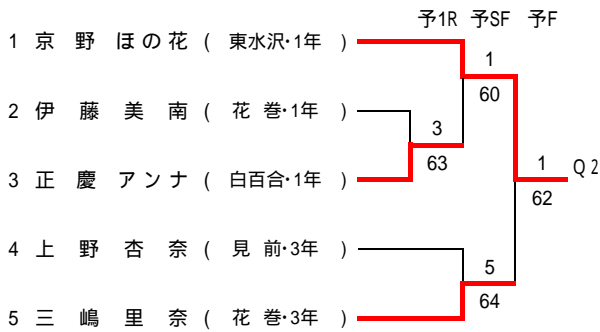 予1R 予SF 予F
1 京野 ほの花 ( 東水沢・1年 )
1
60
2 伊藤 美南 ( 花巻・1年 )
3
63
3 正慶 アンナ ( 白百合・1年 )
1
62
Q2
4 上野 杏奈 ( 見前・3年 )
5
64
5 三嶋 里奈 ( 花巻・3年 )